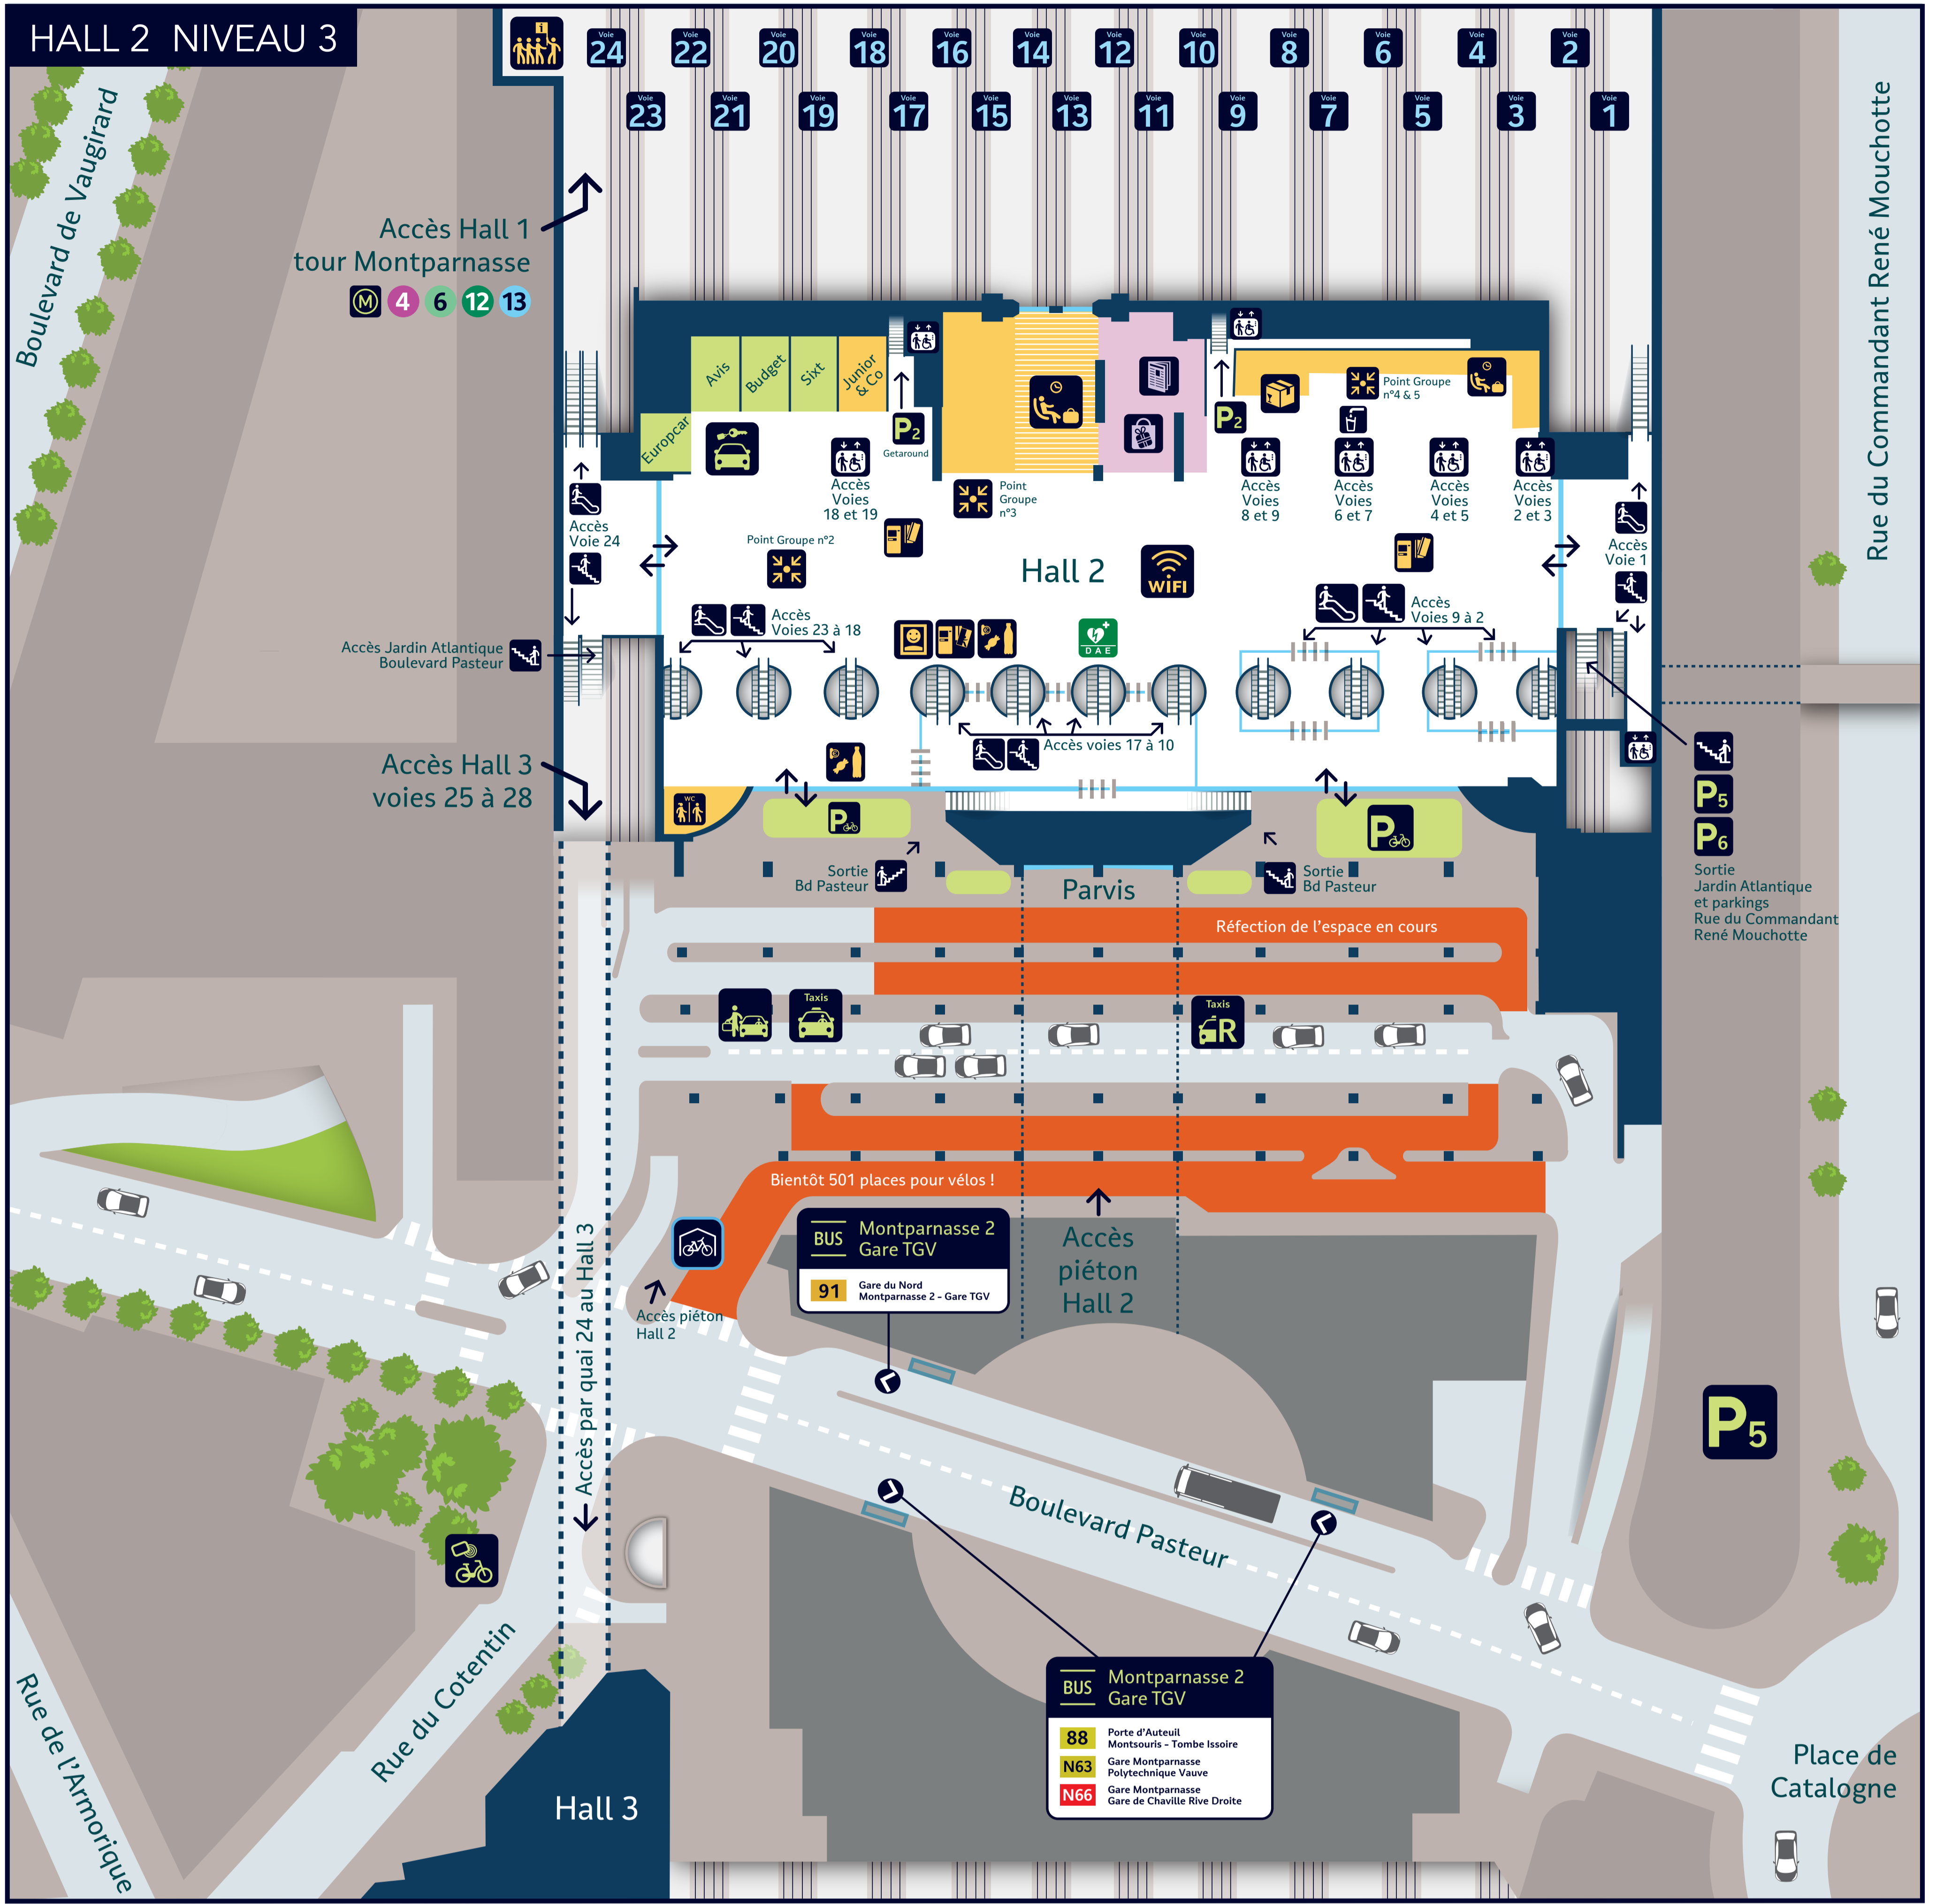 HALL 2 NIVEAU 3
i
Voie 24
Voie 22
Voie 20
Voie 18
Voie 16
Voie 14
Voie 12
Voie 10
Voie 8
Voie 6
Voie 4
Voie 2
Voie 23
Voie 21
Voie 19
Voie 17
Voie 15
Voie 13
Voie 11
Voie 9
Voie 7
Voie 5
Voie 3
Voie 1
Boulevard de Vaugirard
Rue du Commandant René Mouchotte
Accès Hall 1
tour Montparnasse
M 4 6 12 13
Avis
Budget
Sixt
Junior
& Co
Europcar
P2
Getaround
P2
Point Groupe
n°4 & 5
Accès
Voies
18 et 19
Point
Groupe
n°3
Accès
Voies
8 et 9
Accès
Voies
6 et 7
Accès
Voies
4 et 5
Accès
Voies
2 et 3
Accès
Voie 24
Accès
Voie 1
Point Groupe n°2
Hall 2
WiFi
Accès
Voies 23 à 18
Accès
Voies 9 à 2
DAE
Accès Jardin Atlantique
Boulevard Pasteur
Accès voies 17 à 10
Accès Hall 3
voies 25 à 28
WC
P
P
P5
P6
Sortie
Jardin Atlantique
et parkings
Rue du Commandant
René Mouchotte
Sortie
Bd Pasteur
Parvis
Sortie
Bd Pasteur
Réfection de l'espace en cours
Taxis
Taxis
R
Bientôt 501 places pour vélos !
Accès par quai 24 au Hall 3
Accès piéton
Hall 2
BUS
Montparnasse 2
Gare TGV
91
Gare du Nord
Montparnasse 2 - Gare TGV
Accès
piéton
Hall 2
P5
Boulevard Pasteur
BUS
Montparnasse 2
Gare TGV
88
Porte d'Auteuil
Montsouris - Tombe Issoire
N63
Gare Montparnasse
Polytechnique Vauve
N66
Gare Montparnasse
Gare de Chaville Rive Droite
Place de
Catalogne
Rue du Cotentin
Rue de l'Armorique
Hall 3